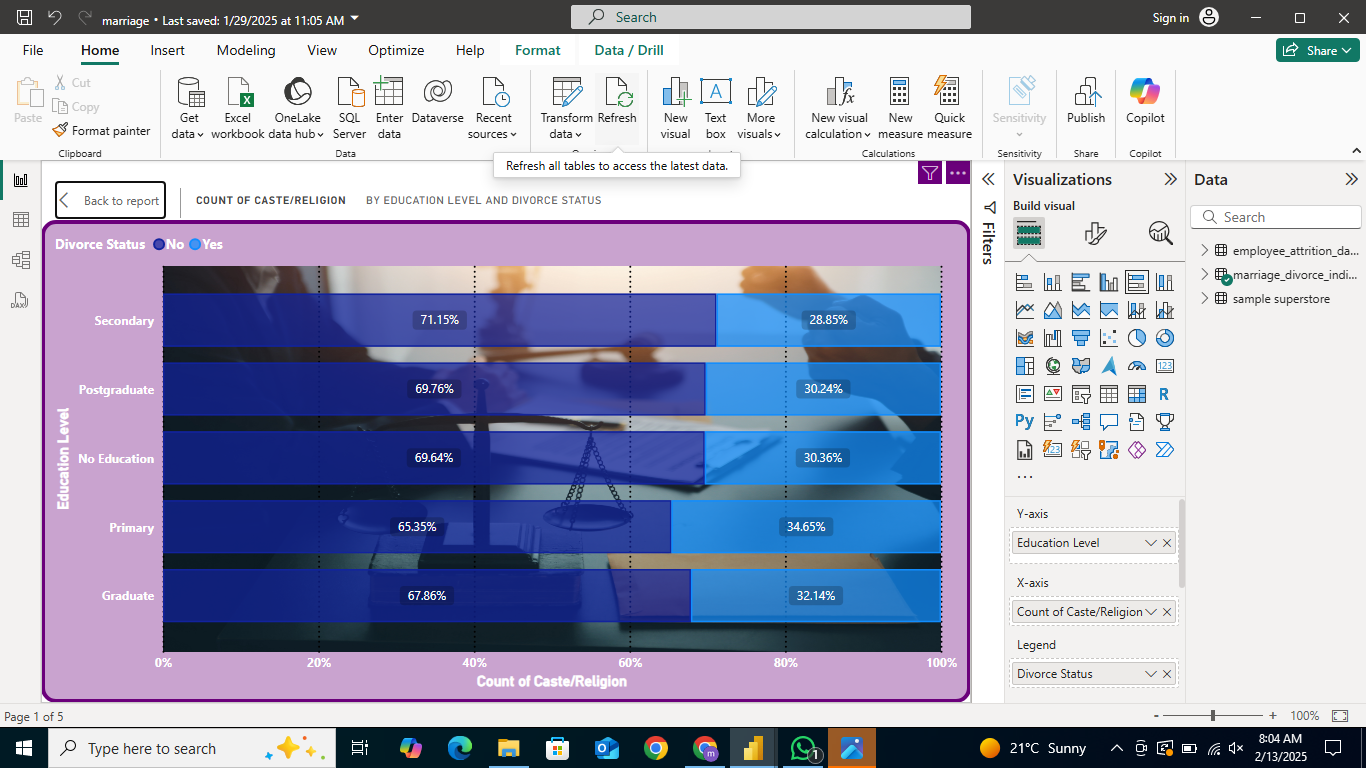 marriage • Last saved: 1/29/2025 at 11:05 AM
Search
Sign in
File Home Insert Modeling View Optimize Help Format Data / Drill
Share
Paste
Cut
Copy
Format painter
Clipboard
Get data
Excel workbook
OneLake data hub
SQL Server
Enter data
Dataverse
Recent sources
Data
Transform data
Refresh
New visual
Text box
More visuals
New visual calculation
New measure
Quick measure
Calculations
Sensitivity
Sensitivity
Publish
Share
Copilot
Copilot
Refresh all tables to access the latest data.
Back to report
COUNT OF CASTE/RELIGION BY EDUCATION LEVEL AND DIVORCE STATUS
Divorce Status No Yes
Education Level
Secondary 71.15% 28.85%
Postgraduate 69.76% 30.24%
No Education 69.64% 30.36%
Primary 65.35% 34.65%
Graduate 67.86% 32.14%
0% 20% 40% 60% 80% 100%
Count of Caste/Religion
Filters
Visualizations
Build visual
123
R
Py
123
...
Y-axis
Education Level
X-axis
Count of Caste/Religion
Legend
Divorce Status
Data
Search
employee_attrition_da...
marriage_divorce_indi...
sample superstore
Page 1 of 5
- + 100%
Type here to search
1
21°C Sunny
8:04 AM
2/13/2025